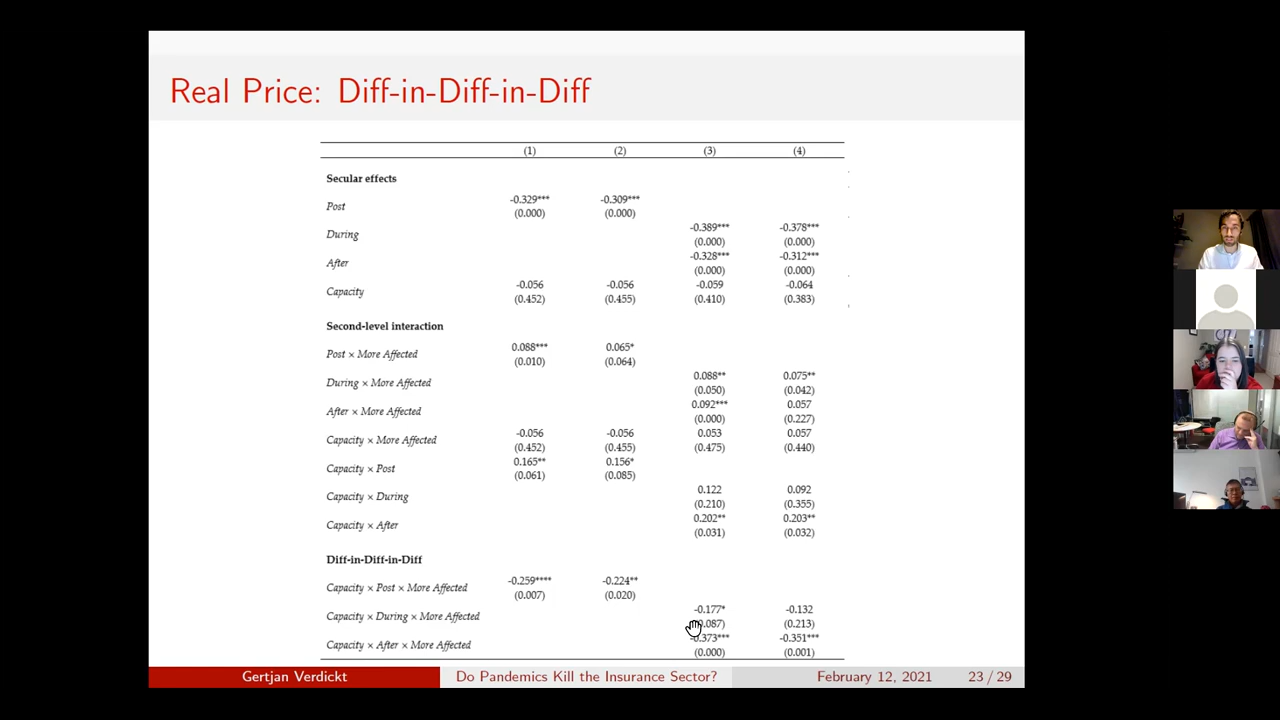 Real Price: Diff-in-Diff-in-Diff
(1) (2) (3) (4)
Secular effects
Post -0.329*** -0.309***
(0.000) (0.000)
During -0.389*** -0.378***
(0.000) (0.000)
After -0.328*** -0.312***
(0.000) (0.000)
Capacity -0.056 -0.056 -0.059 -0.064
(0.452) (0.455) (0.410) (0.383)
Second-level interaction
Post × More Affected 0.088*** 0.065*
(0.010) (0.064)
During × More Affected 0.088** 0.075**
(0.050) (0.042)
After × More Affected 0.092*** 0.057
(0.000) (0.227)
Capacity × More Affected -0.056 -0.056 0.053 0.057
(0.452) (0.455) (0.475) (0.440)
Capacity × Post 0.165** 0.156*
(0.061) (0.085)
Capacity × During 0.122 0.092
(0.210) (0.355)
Capacity × After 0.202** 0.203**
(0.031) (0.032)
Diff-in-Diff-in-Diff
Capacity × Post × More Affected -0.259**** -0.224**
(0.007) (0.020)
Capacity × During × More Affected -0.177* -0.132
(0.087) (0.213)
Capacity × After × More Affected -0.373*** -0.351***
(0.000) (0.001)
Gertjan Verdickt Do Pandemics Kill the Insurance Sector? February 12, 2021 23 / 29